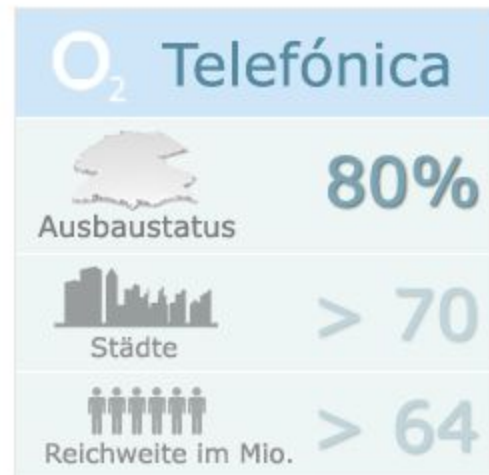 O2 Telefónica
80%
Ausbaustatus
> 70
Städte
> 64
Reichweite im Mio.